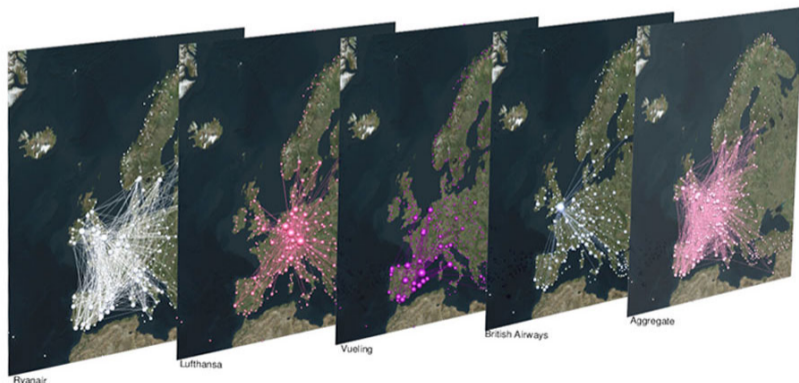 Ryanair
Lufthansa
Vueling
British Airways
Aggregate